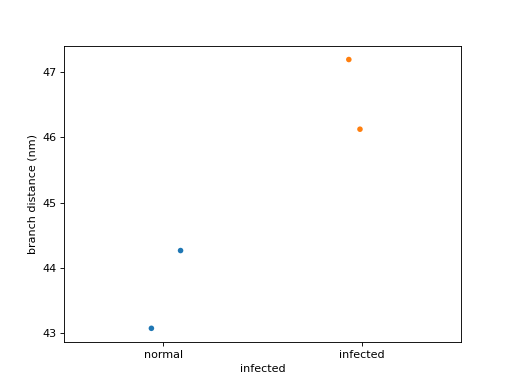 branch distance (nm)
47
46
45
44
43
normal
infected
infected